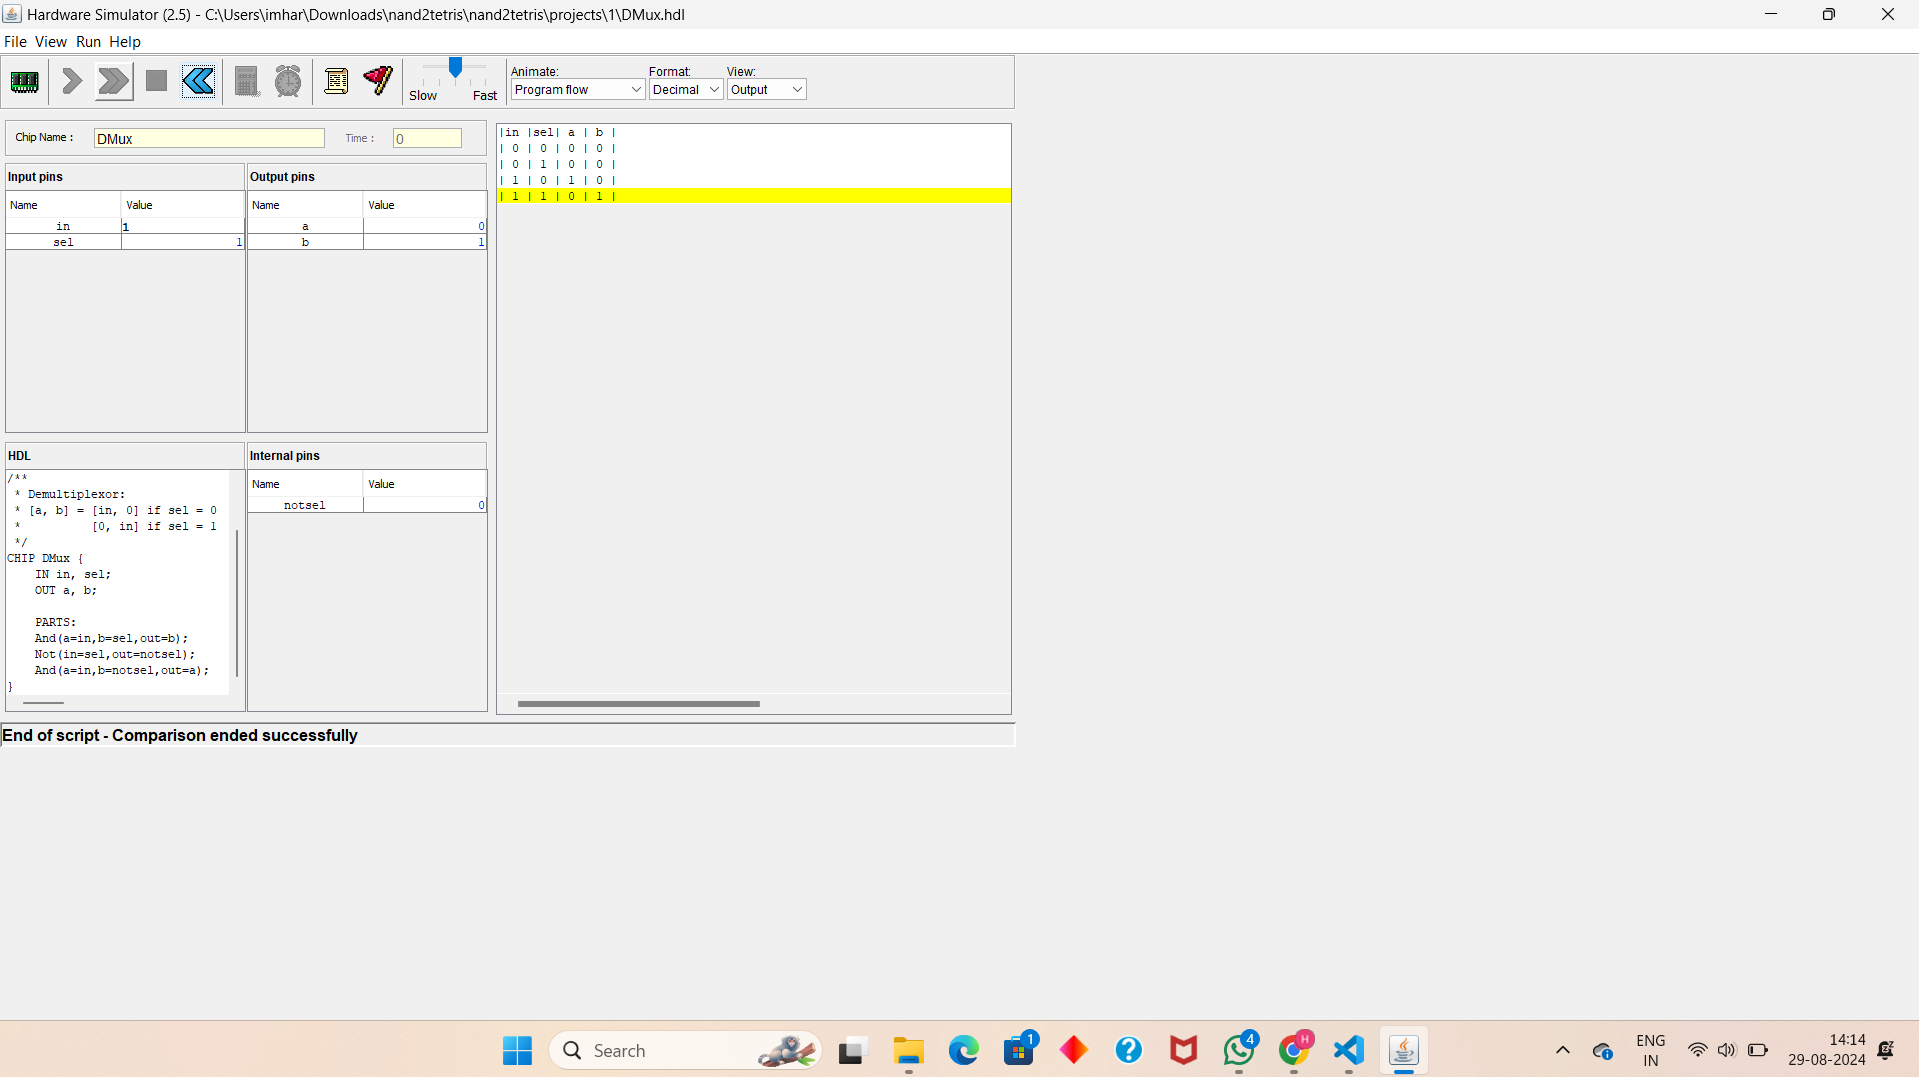 Hardware Simulator (2.5) - C:\Users\imhar\Downloads\nand2tetris\nand2tetris\projects\1\DMux.hdl
File View Run Help
Slow Fast
Animate: Format: View:
Program flow Decimal Output
Chip Name : DMux Time : 0
Input pins Output pins
Name Value Name Value
in 1 a 0
sel 1 b 1
|in |sel| a | b |
| 0 | 0 | 0 | 0 |
| 0 | 1 | 0 | 0 |
| 1 | 0 | 1 | 0 |
| 1 | 1 | 0 | 1 |
HDL
/**
* Demultiplexor:
* [a, b] = [in, 0] if sel = 0
* [0, in] if sel = 1
*/
CHIP DMux {
IN in, sel;
OUT a, b;
PARTS:
And(a=in,b=sel,out=b);
Not(in=sel,out=notsel);
And(a=in,b=notsel,out=a);
}
Internal pins
Name Value
notsel 0
End of script - Comparison ended successfully
Search
1
4
H
ENG
IN
14:14
29-08-2024